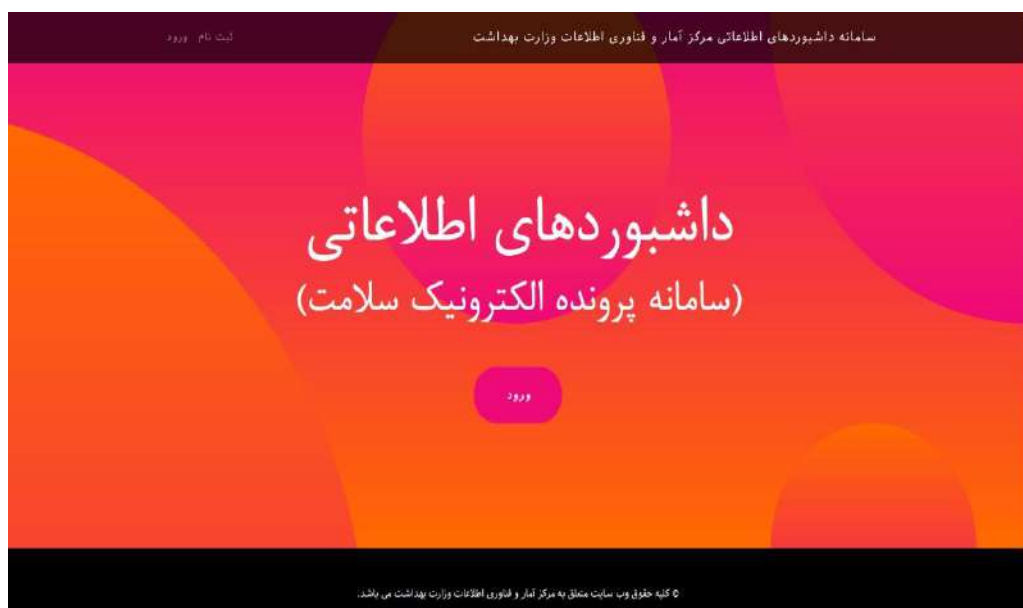 سامانه داشبوردهای اطلاعاتی مرکز آمار و فناوری اطلاعات وزارت بهداشت
ثبت نام ورود
داشبوردهای اطلاعاتی
(سامانه پرونده الکترونیک سلامت)
ورود
© کلیه حقوق وب سایت متعلق به مرکز آمار و فناوری اطلاعات وزارت بهداشت می باشد.